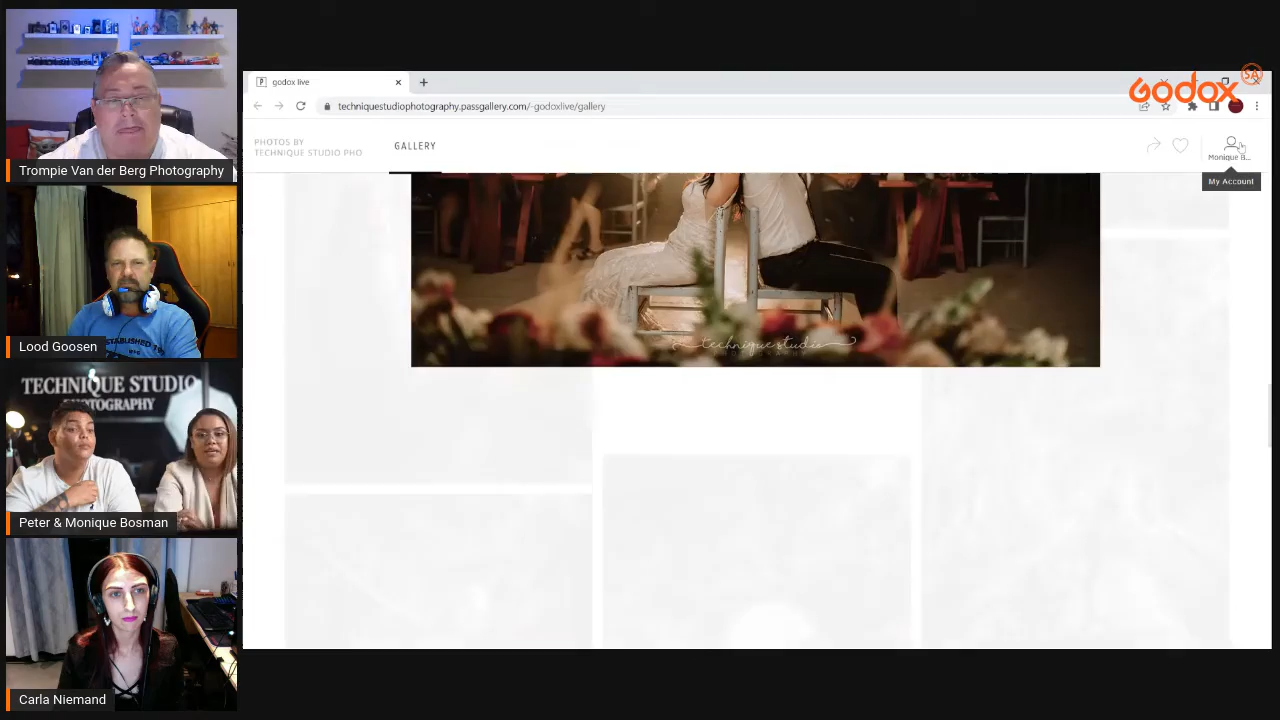 Trompie Van der Berg Photography
Lood Goosen
TECHNIQUE STUDIO
PHOTOGRAPHY
Peter & Monique Bosman
Carla Niemand
godox live
techniquestudiophotography.passgallery.com/-godoxlive/gallery
Godox SA
PHOTOS BY
TECHNIQUE STUDIO PHO
GALLERY
Monique B...
My Account
technique studio